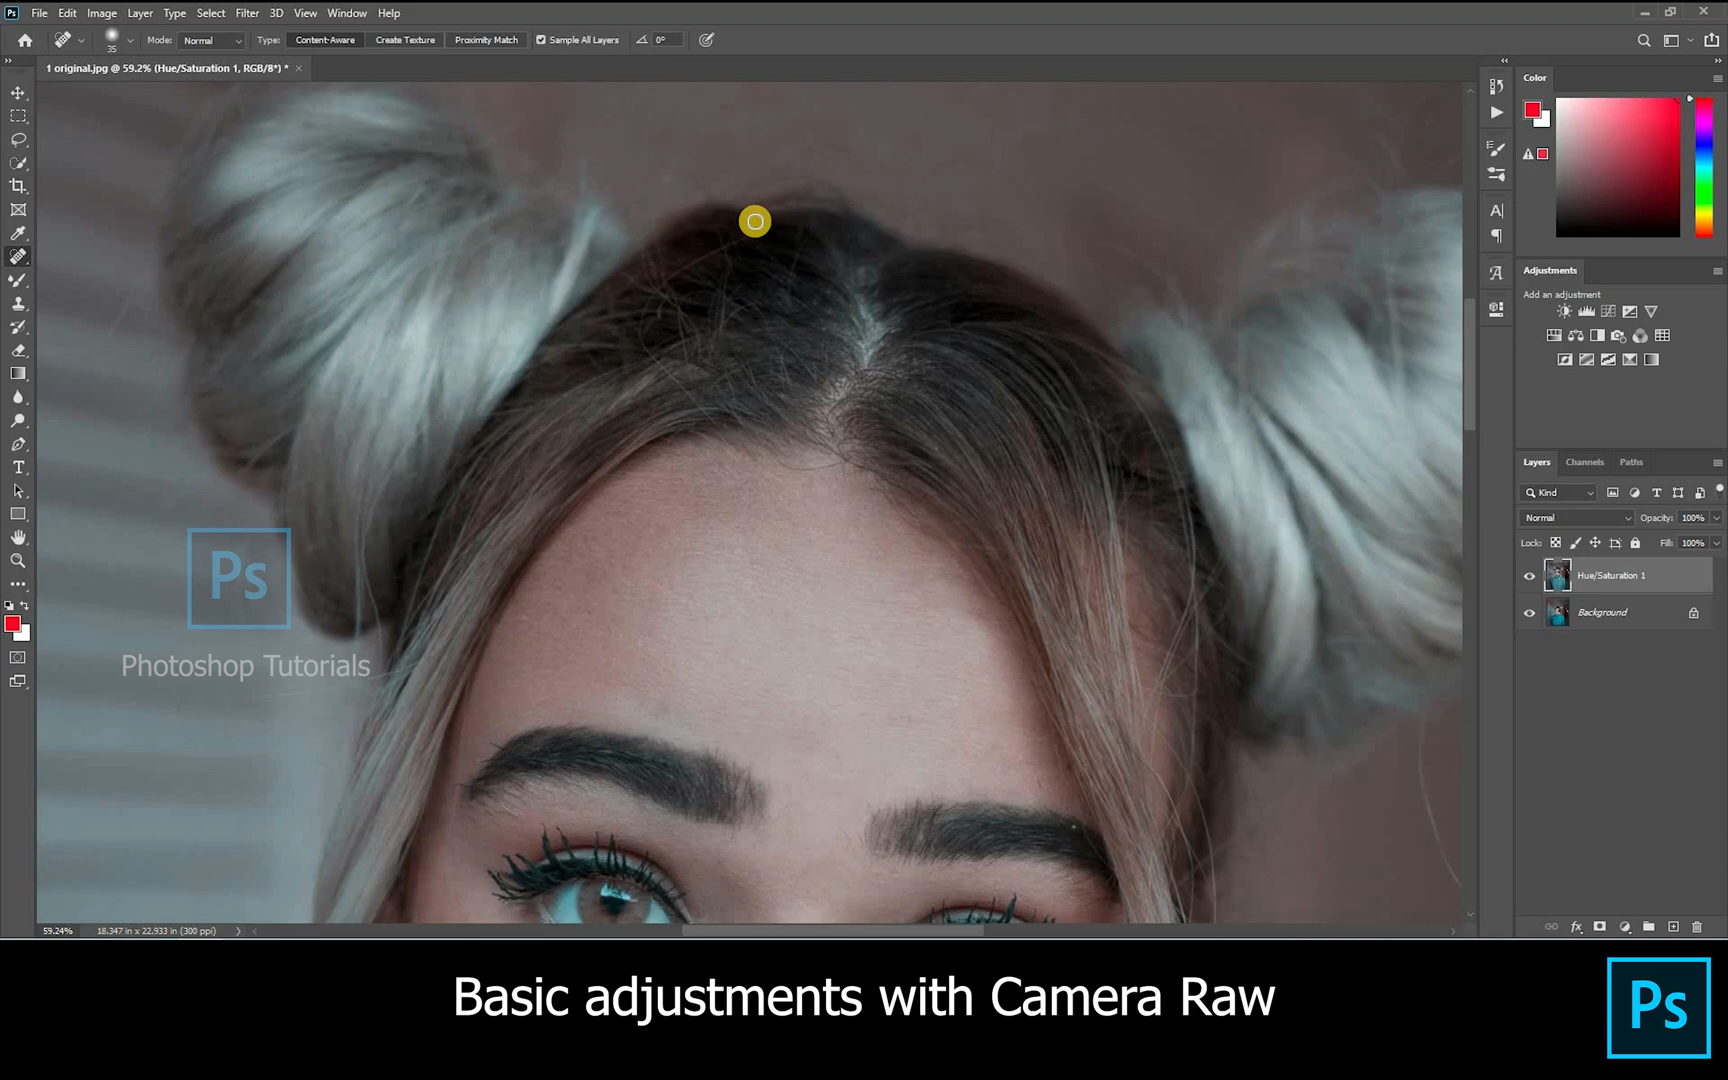 Ps File Edit Image Layer Type Select Filter 3D View Window Help
35 Mode: Normal Type: Content-Aware Create Texture Proximity Match Sample All Layers 0°
1 original.jpg @ 59.2% (Hue/Saturation 1, RGB/8*) *
Color
Adjustments
Add an adjustment
Layers Channels Paths
Kind
Normal Opacity: 100%
Lock: Fill: 100%
Hue/Saturation 1
Background
Ps
Photoshop Tutorials
59.24% 18.347 in x 22.933 in (300 ppi)
Basic adjustments with Camera Raw
Ps